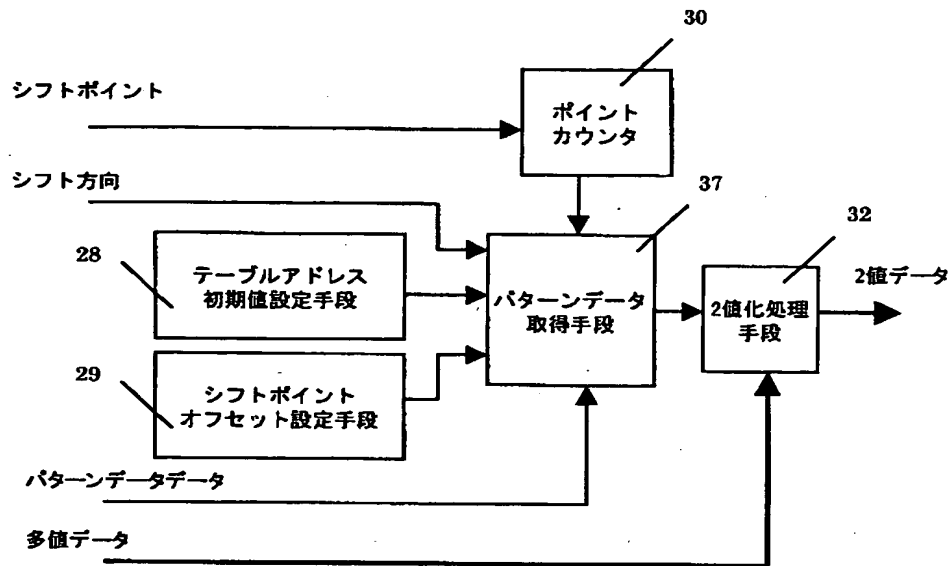 30
シフトポイント
ポイント
カウンタ
シフト方向
37
28
テーブルアドレス
初期値設定手段
パターンデータ
取得手段
32
2値化処理
手段
2値データ
29
シフトポイント
オフセット設定手段
パターンデータデータ
多値データ